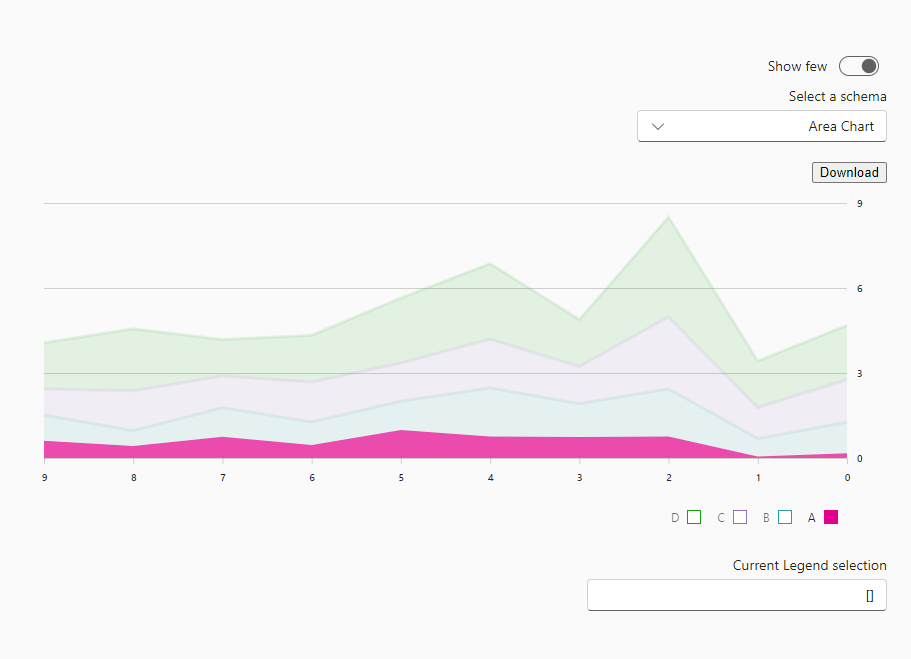 Show few
Select a schema
Area Chart
Download
9
6
3
0
9 8 7 6 5 4 3 2 1 0
D C B A
Current Legend selection
[]